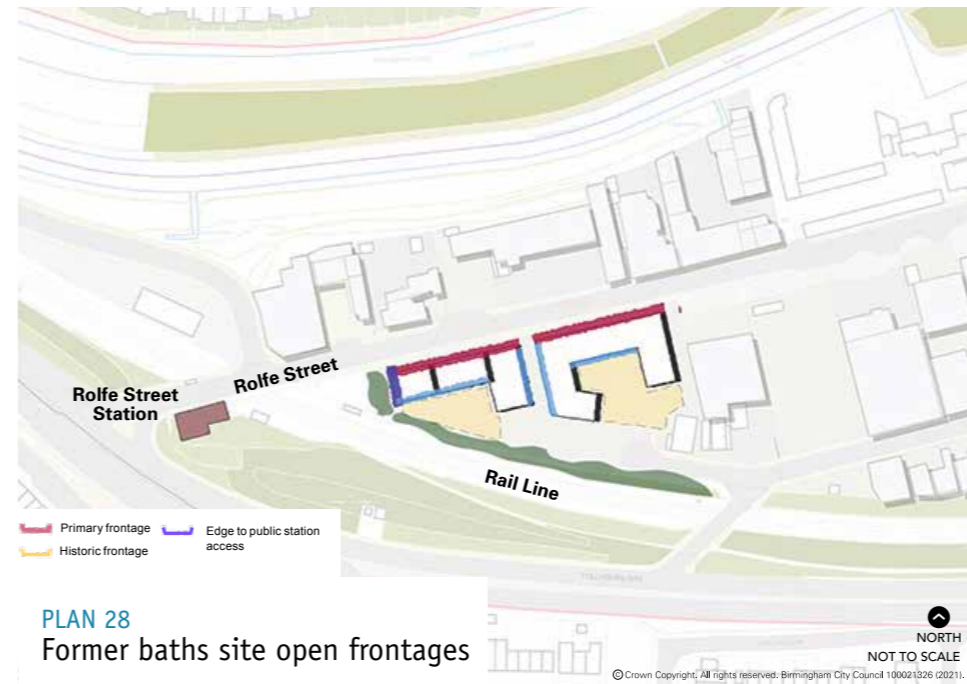 Rolfe Street
Station
Rolfe Street
Rail Line
Primary frontage
Historic frontage
Edge to public station
access
PLAN 28
Former baths site open frontages
NORTH
NOT TO SCALE
© Crown Copyright. All rights reserved. Birmingham City Council 100021326 (2021).